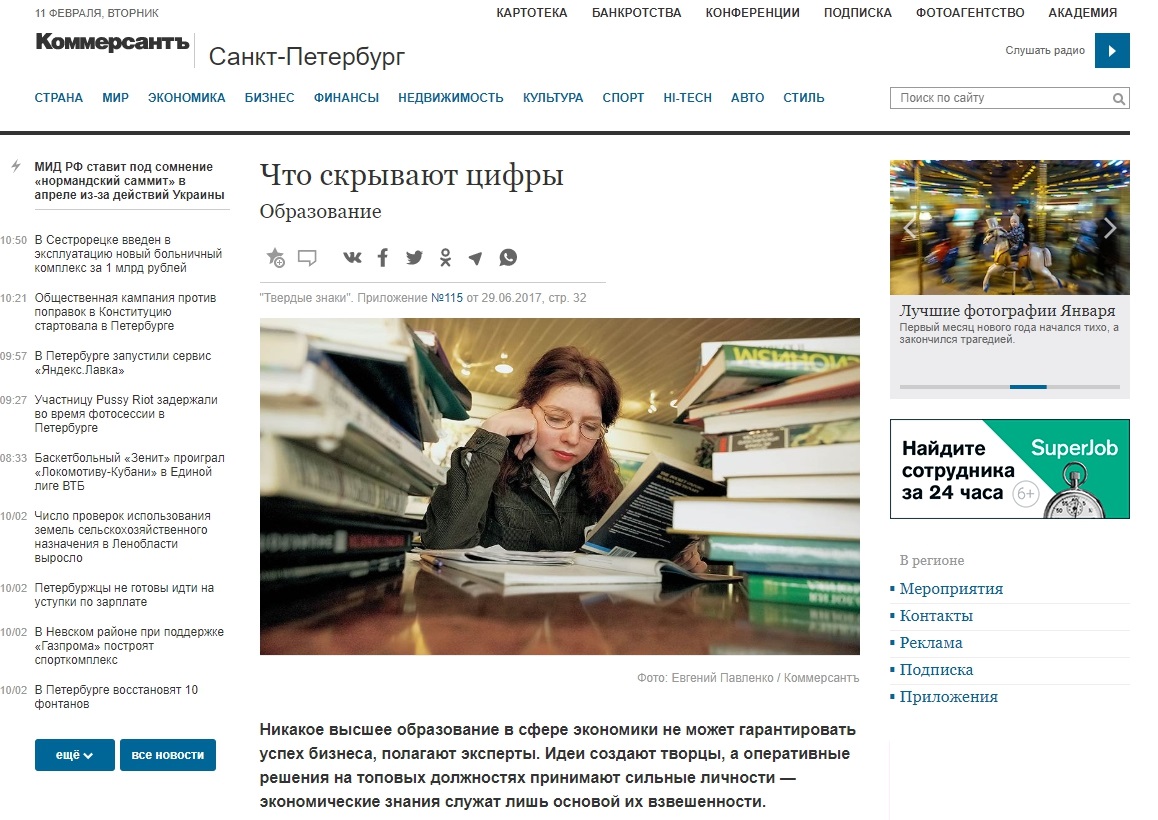 11 ФЕВРАЛЯ, ВТОРНИК
КАРТОТЕКА БАНКРОТСТВА КОНФЕРЕНЦИИ ПОДПИСКА ФОТОАГЕНТСТВО АКАДЕМИЯ
Коммерсантъ
Санкт-Петербург
Слушать радио
СТРАНА МИР ЭКОНОМИКА БИЗНЕС ФИНАНСЫ НЕДВИЖИМОСТЬ КУЛЬТУРА СПОРТ HI-TECH АВТО СТИЛЬ
Поиск по сайту
МИД РФ ставит под сомнение
«нормандский саммит» в
апреле из-за действий Украины
10:50 В Сестрорецке введен в
эксплуатацию новый больничный
комплекс за 1 млрд рублей
10:21 Общественная кампания против
поправок в Конституцию
стартовала в Петербурге
09:57 В Петербурге запустили сервис
«Яндекс.Лавка»
09:27 Участницу Pussy Riot задержали
во время фотосессии в
Петербурге
08:33 Баскетбольный «Зенит» проиграл
«Локомотиву-Кубани» в Единой
лиге ВТБ
10/02 Число проверок использования
земель сельскохозяйственного
назначения в Ленобласти
выросло
10/02 Петербуржцы не готовы идти на
уступки по зарплате
10/02 В Невском районе при поддержке
«Газпрома» построят
спорткомплекс
10/02 В Петербурге восстановят 10
фонтанов
ещё
все новости
Что скрывают цифры
Образование
"Твердые знаки". Приложение №115 от 29.06.2017, стр. 32
Фото: Евгений Павленко / Коммерсантъ
Никакое высшее образование в сфере экономики не может гарантировать
успех бизнеса, полагают эксперты. Идеи создают творцы, а оперативные
решения на топовых должностях принимают сильные личности —
экономические знания служат лишь основой их взвешенности.
Лучшие фотографии Января
Первый месяц нового года начался тихо, а
закончился трагедией.
Найдите
сотрудника
за 24 часа
6+
SuperJob
В регионе
Мероприятия
Контакты
Реклама
Подписка
Приложения